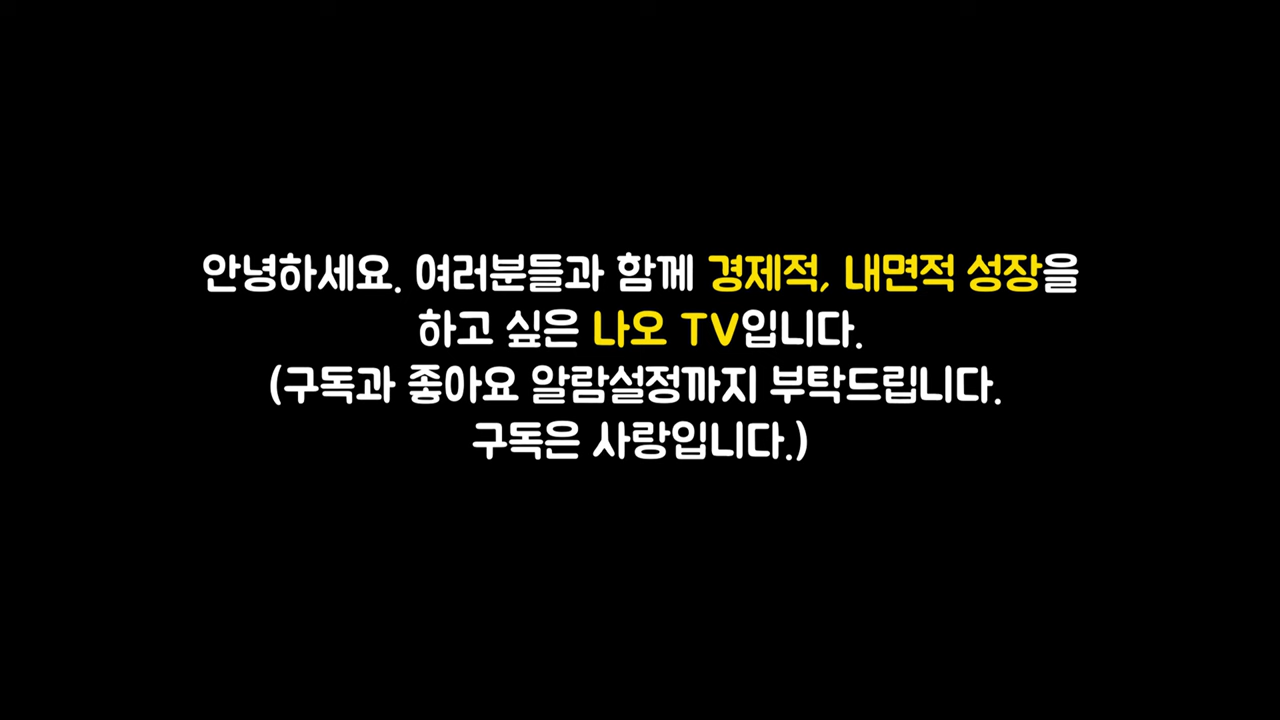 안녕하세요. 여러분들과 함께 경제적, 내면적 성장을
하고 싶은 나오 TV입니다.
(구독과 좋아요 알람설정까지 부탁드립니다.
구독은 사랑입니다.)